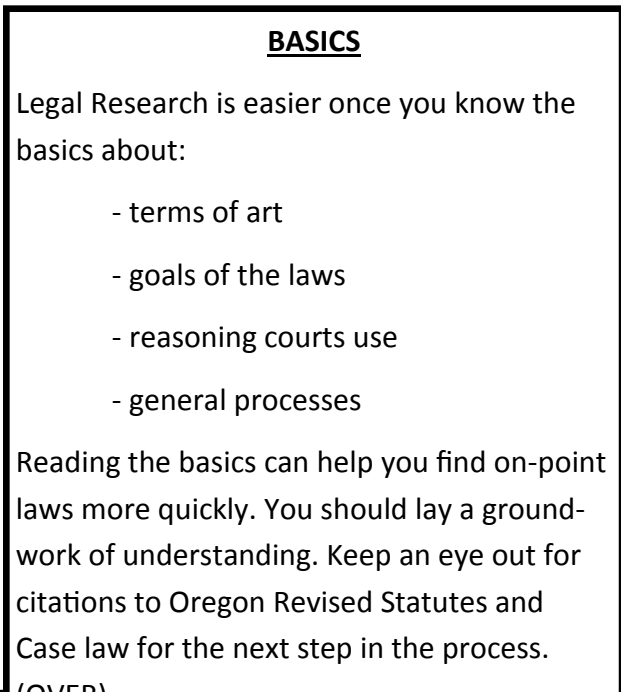 BASICS
Legal Research is easier once you know the
basics about:
- terms of art
- goals of the laws
- reasoning courts use
- general processes
Reading the basics can help you find on-point
laws more quickly. You should lay a ground-
work of understanding. Keep an eye out for
citations to Oregon Revised Statutes and
Case law for the next step in the process.
(OVER)